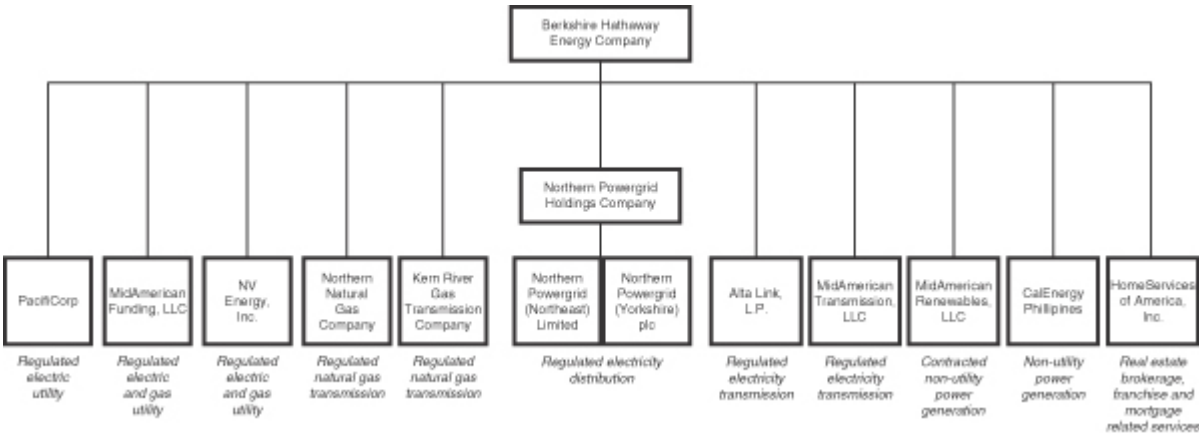 Berkshire Hathaway
Energy Company
Northern Powergrid
Holdings Company
PacifiCorp
MidAmerican
Funding, LLC
NV
Energy,
Inc.
Northern
Natural
Gas
Company
Kern River
Gas
Transmission
Company
Northern
Powergrid
(Northeast)
Limited
Northern
Powergrid
(Yorkshire)
plc
Alta Link,
L.P.
MidAmerican
Transmission,
LLC
MidAmerican
Renewables,
LLC
CalEnergy
Phillipines
HomeServices
of America,
Inc.
Regulated
electric
utility
Regulated
electric
and gas
utility
Regulated
electric
and gas
utility
Regulated
natural gas
transmission
Regulated
natural gas
transmission
Regulated electricity
distribution
Regulated
electricity
transmission
Regulated
electricity
transmission
Contracted
non-utility
power
generation
Non-utility
power
generation
Real estate
brokerage,
franchise and
mortgage
related services